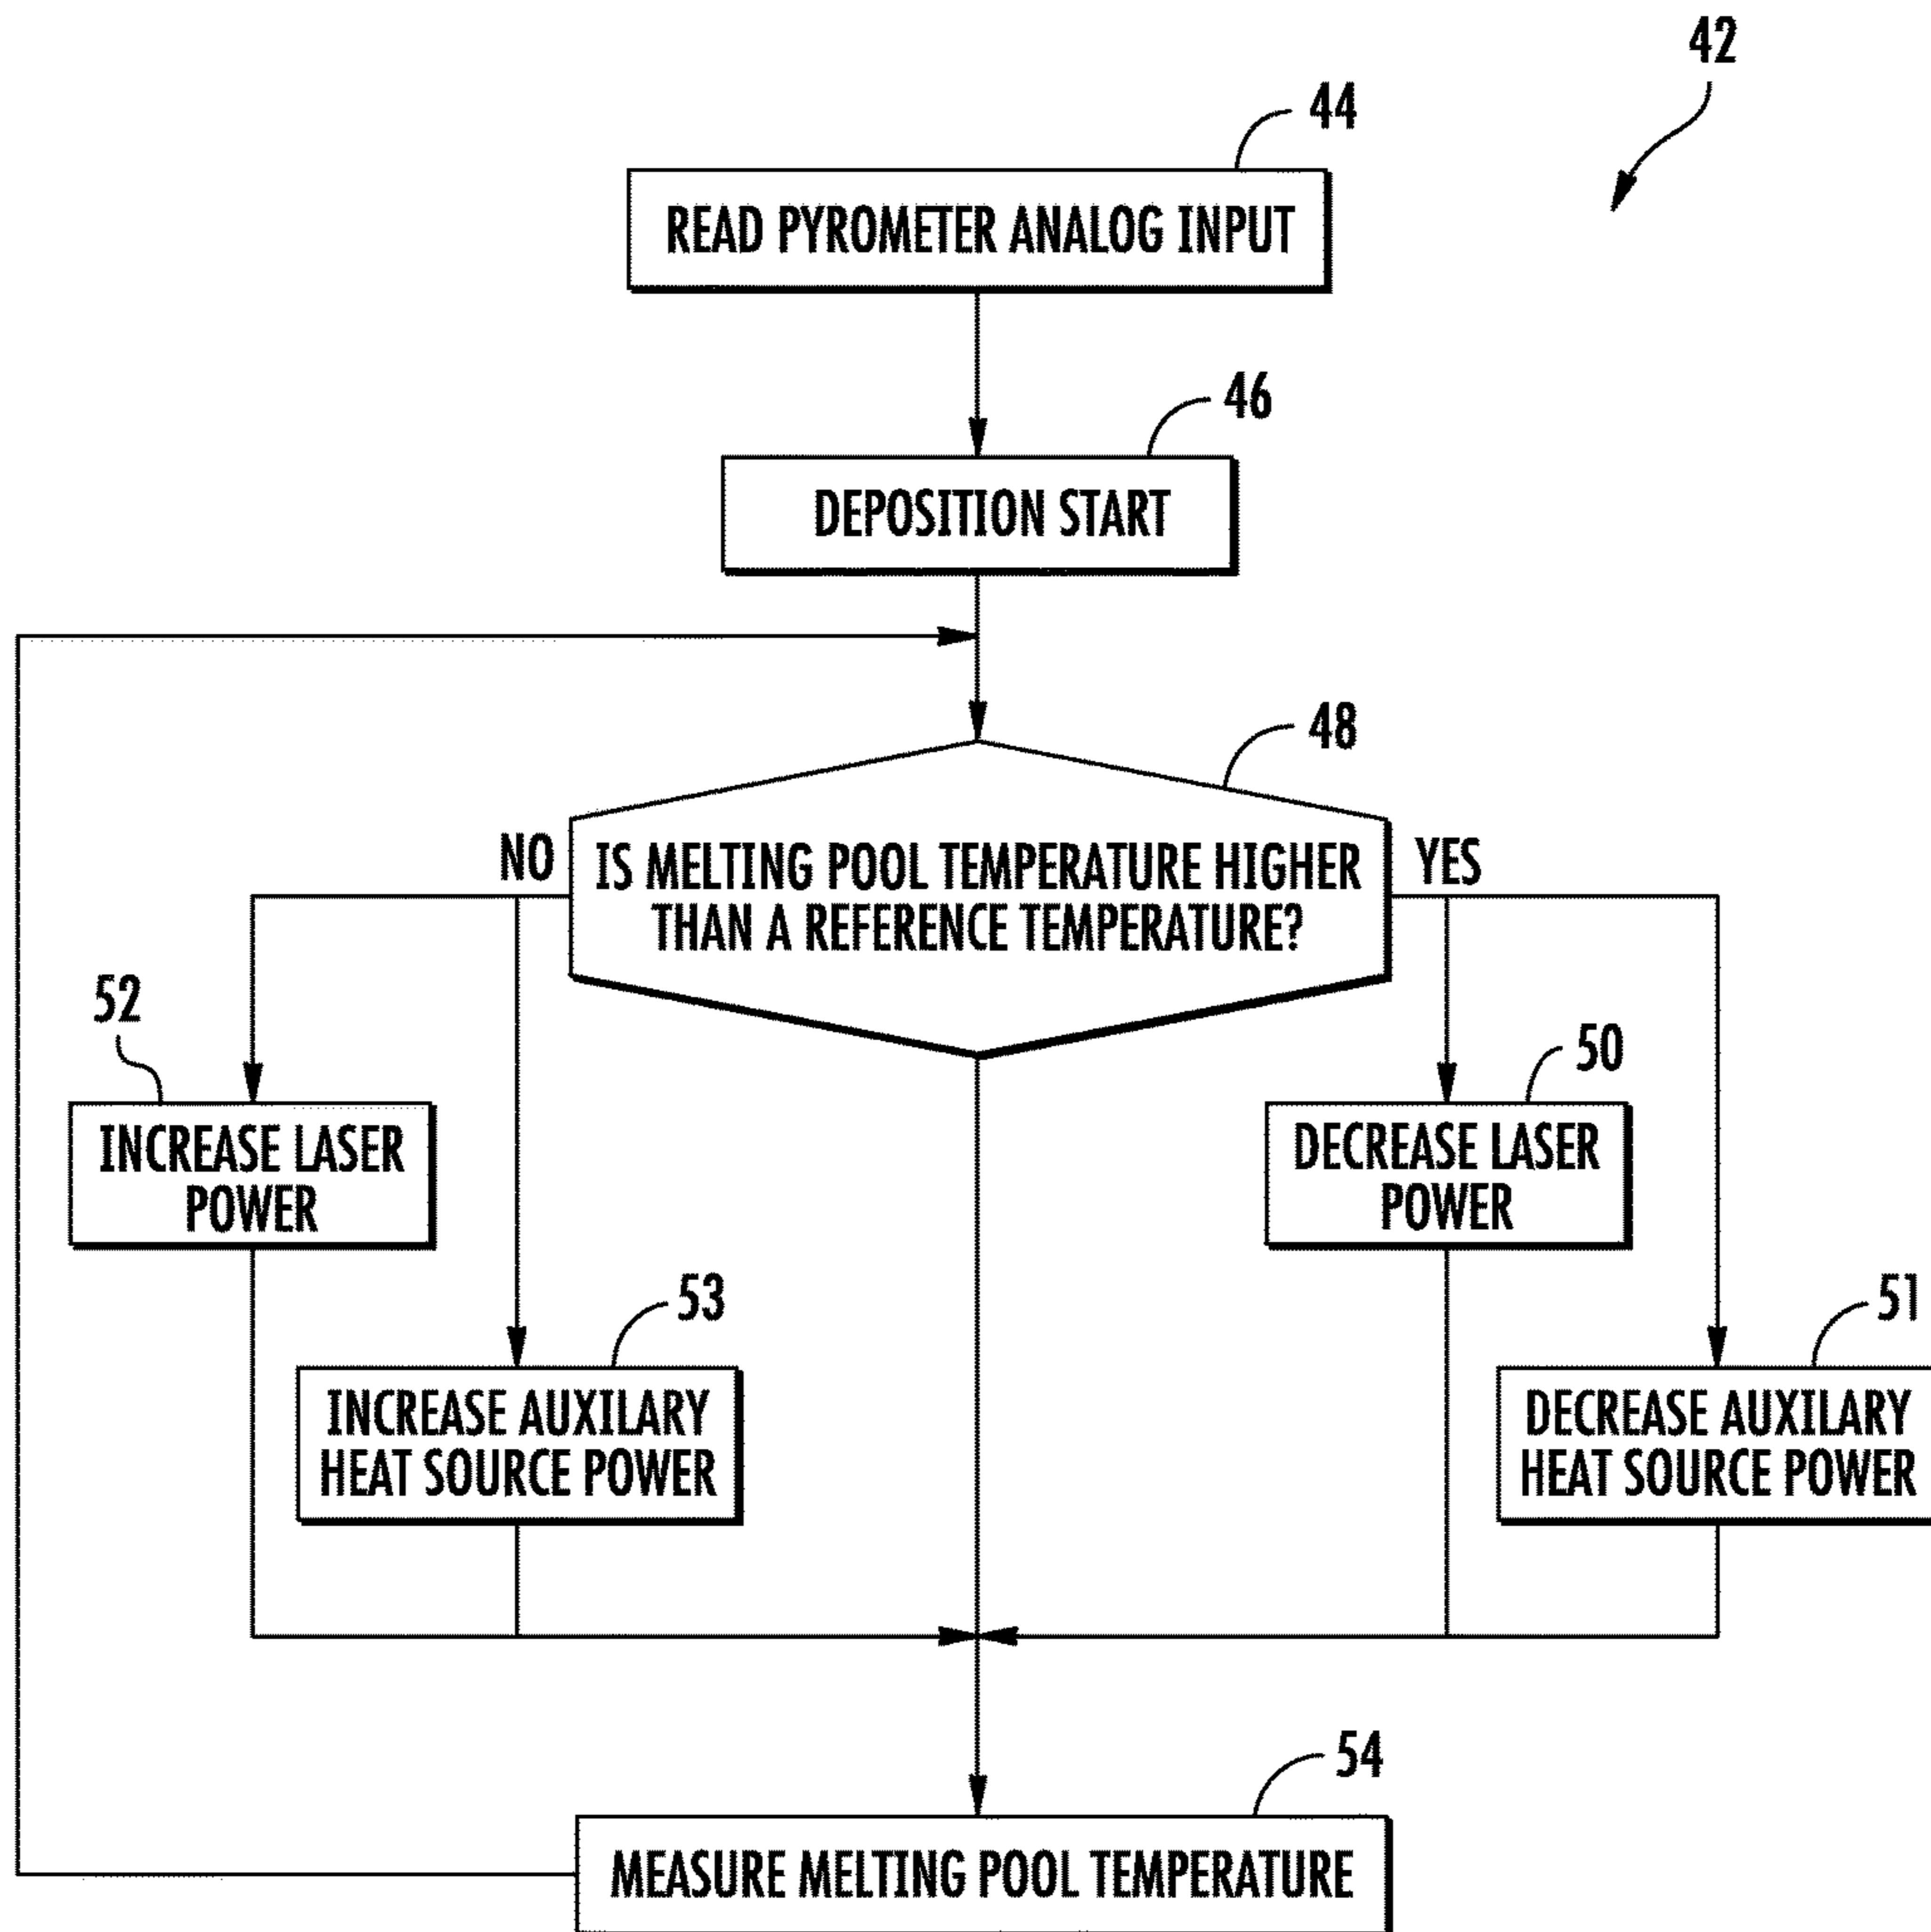 42
44
READ PYROMETER ANALOG INPUT
46
DEPOSITION START
48
NO
IS MELTING POOL TEMPERATURE HIGHER
THAN A REFERENCE TEMPERATURE?
YES
52
INCREASE LASER
POWER
50
DECREASE LASER
POWER
53
INCREASE AUXILARY
HEAT SOURCE POWER
51
DECREASE AUXILARY
HEAT SOURCE POWER
54
MEASURE MELTING POOL TEMPERATURE